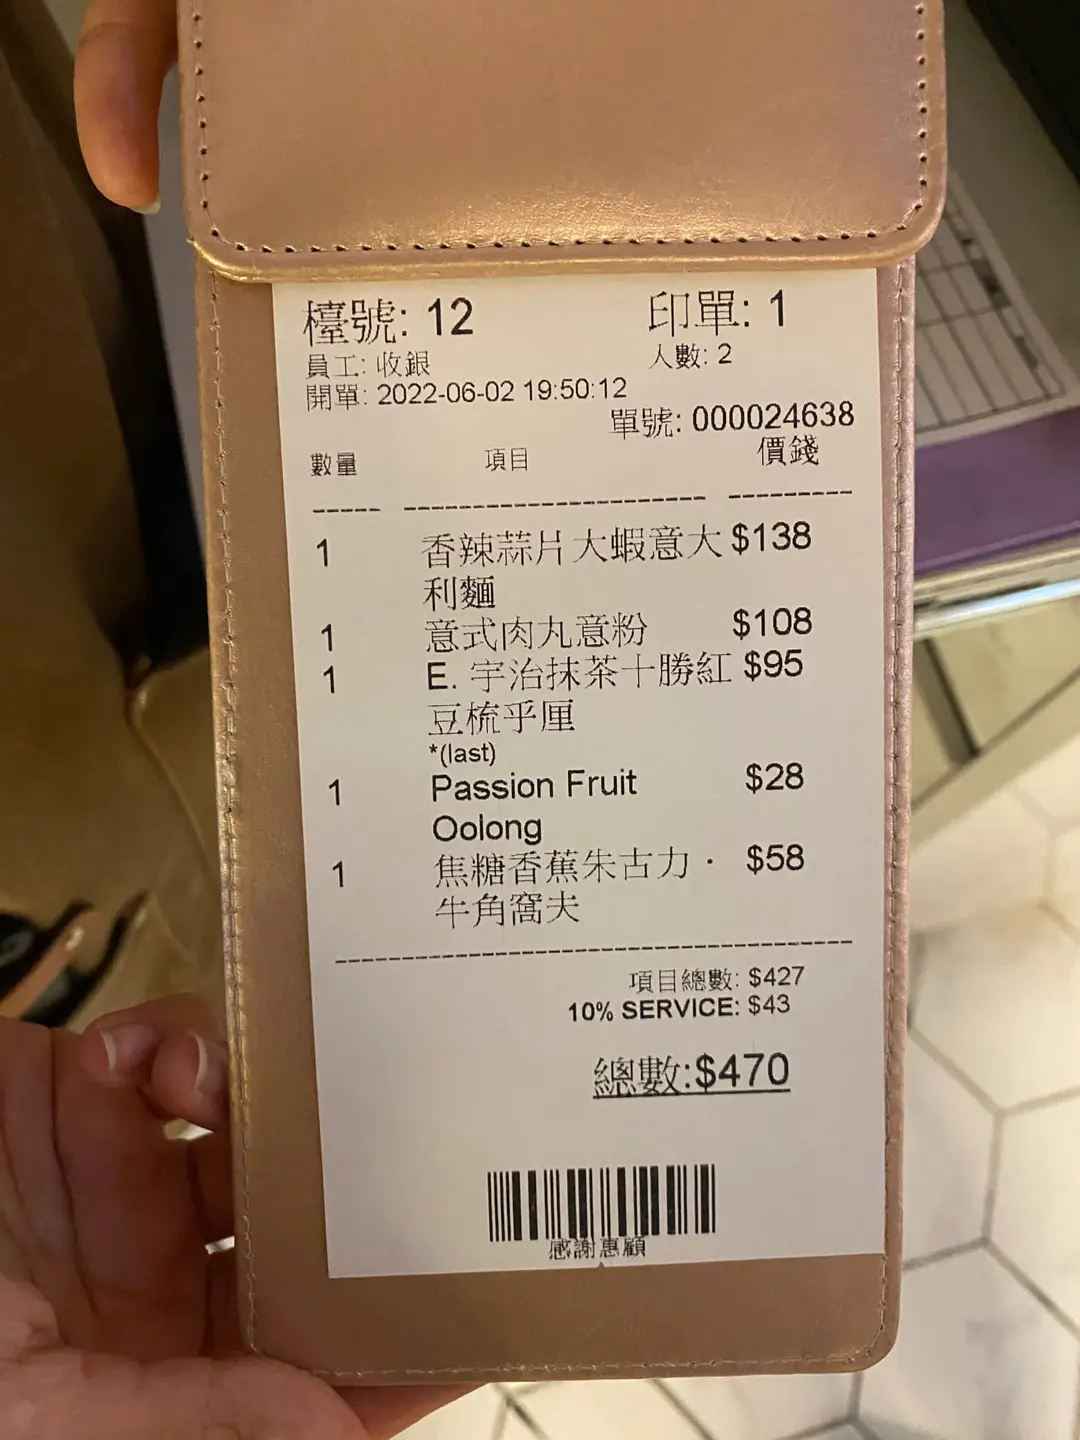 檯號: 12 印單: 1
員工: 收銀 人數: 2
開單: 2022-06-02 19:50:12
單號: 000024638
數量 項目 價錢
1 香辣蒜片大蝦意大 $138
利麵
1 意式肉丸意粉 $108
1 E. 宇治抹茶十勝紅 $95
豆梳乎厘
*(last)
1 Passion Fruit $28
Oolong
1 焦糖香蕉朱古力· $58
牛角窩夫
項目總數: $427
10% SERVICE: $43
總數:$470
感謝惠顧